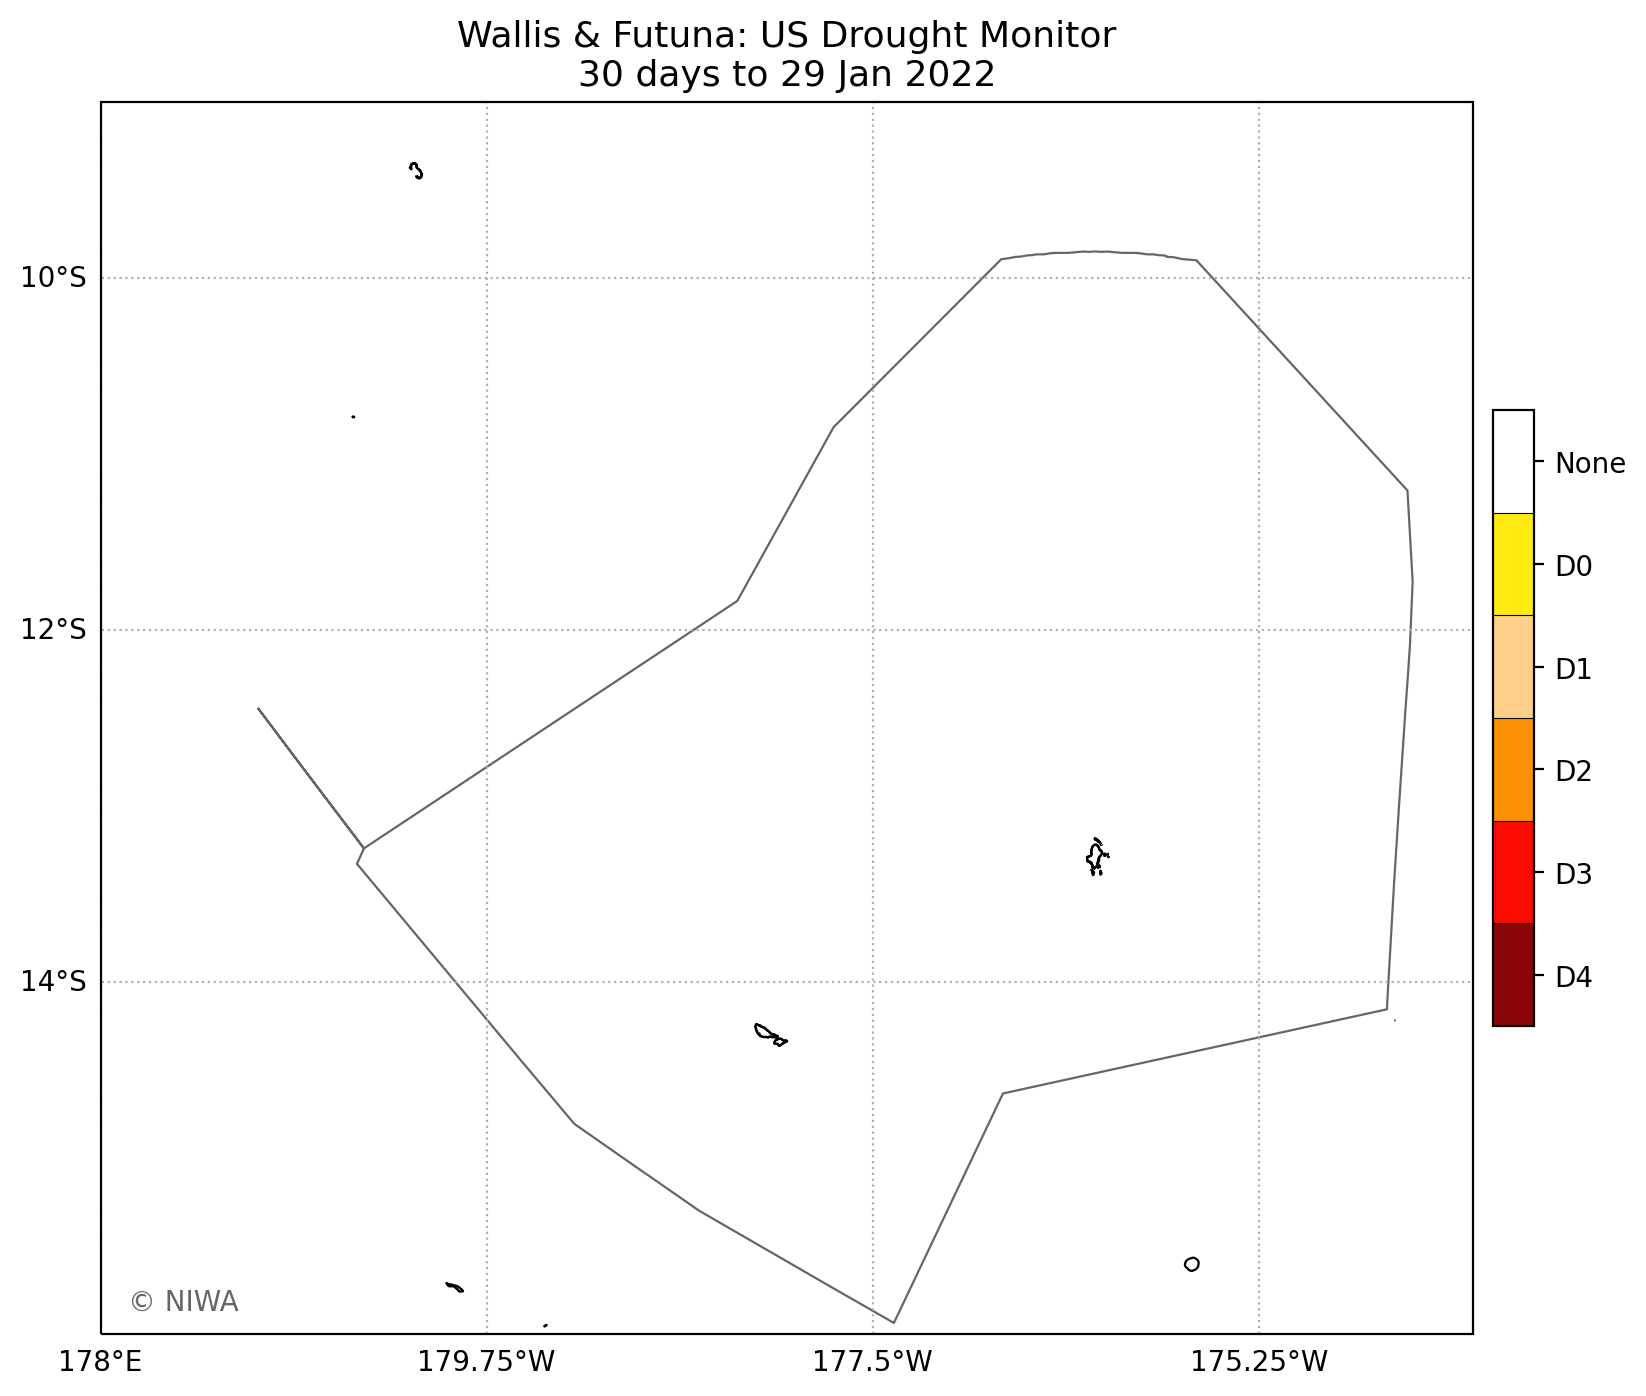 Wallis & Futuna: US Drought Monitor
30 days to 29 Jan 2022
10°S
12°S
14°S
178°E
179.75°W
177.5°W
175.25°W
None
D0
D1
D2
D3
D4
© NIWA